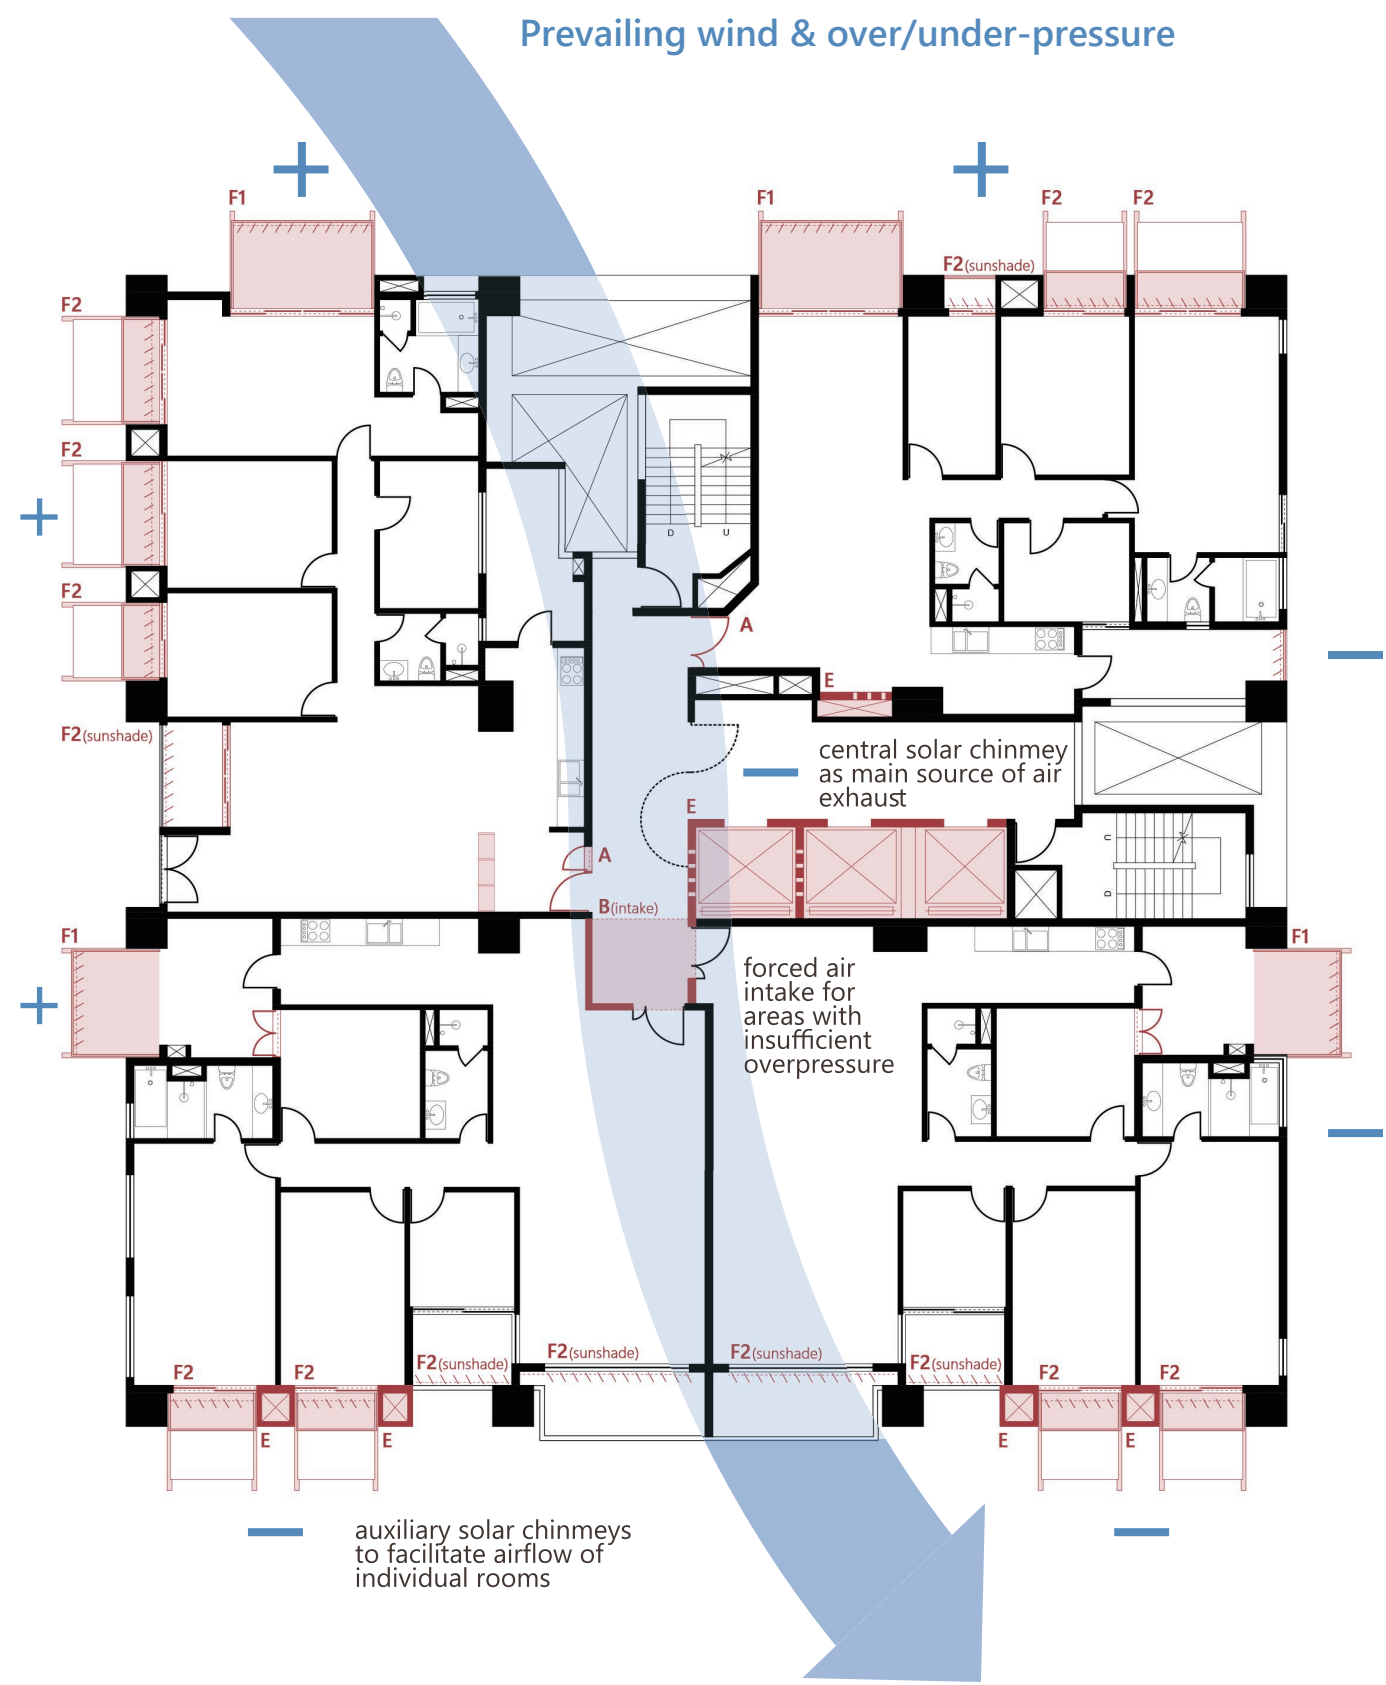 Prevailing wind & over/under-pressure
F1
F1
F2
F2
F2(sunshade)
F2
F2
D
U
F2
A
E
F2(sunshade)
central solar chinmey
as main source of air
exhaust
E
U
D
A
B(intake)
F1
F1
forced air
intake for
areas with
insufficient
overpressure
F2(sunshade)
F2(sunshade)
F2(sunshade)
F2(sunshade)
F2
F2
F2
F2
E
E
E
E
auxiliary solar chinmeys
to facilitate airflow of
individual rooms